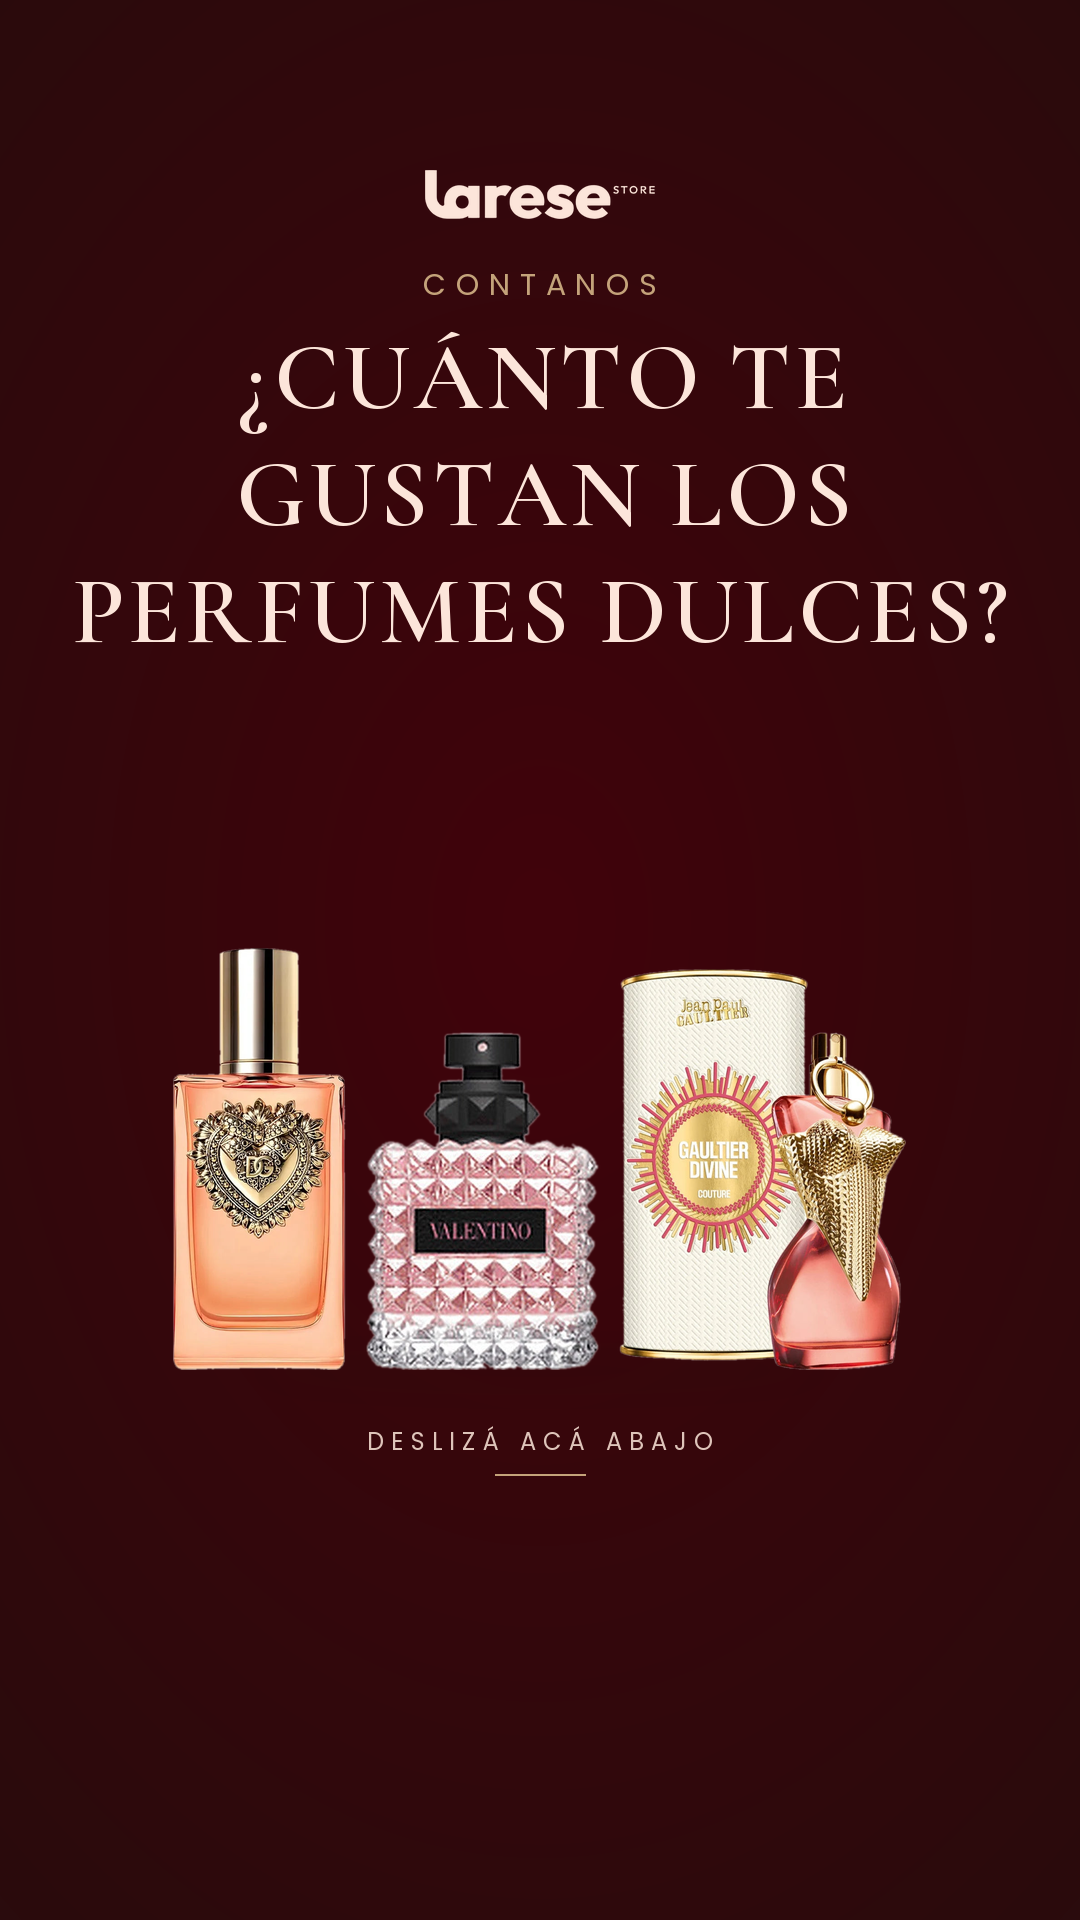 larese STORE
CONTANOS
¿CUÁNTO TE
GUSTAN LOS
PERFUMES DULCES?
Jean Paul
GAULTIER
DG
VALENTINO
GAULTIER
DIVINE
COUTURE
DESLIZÁ ACÁ ABAJO